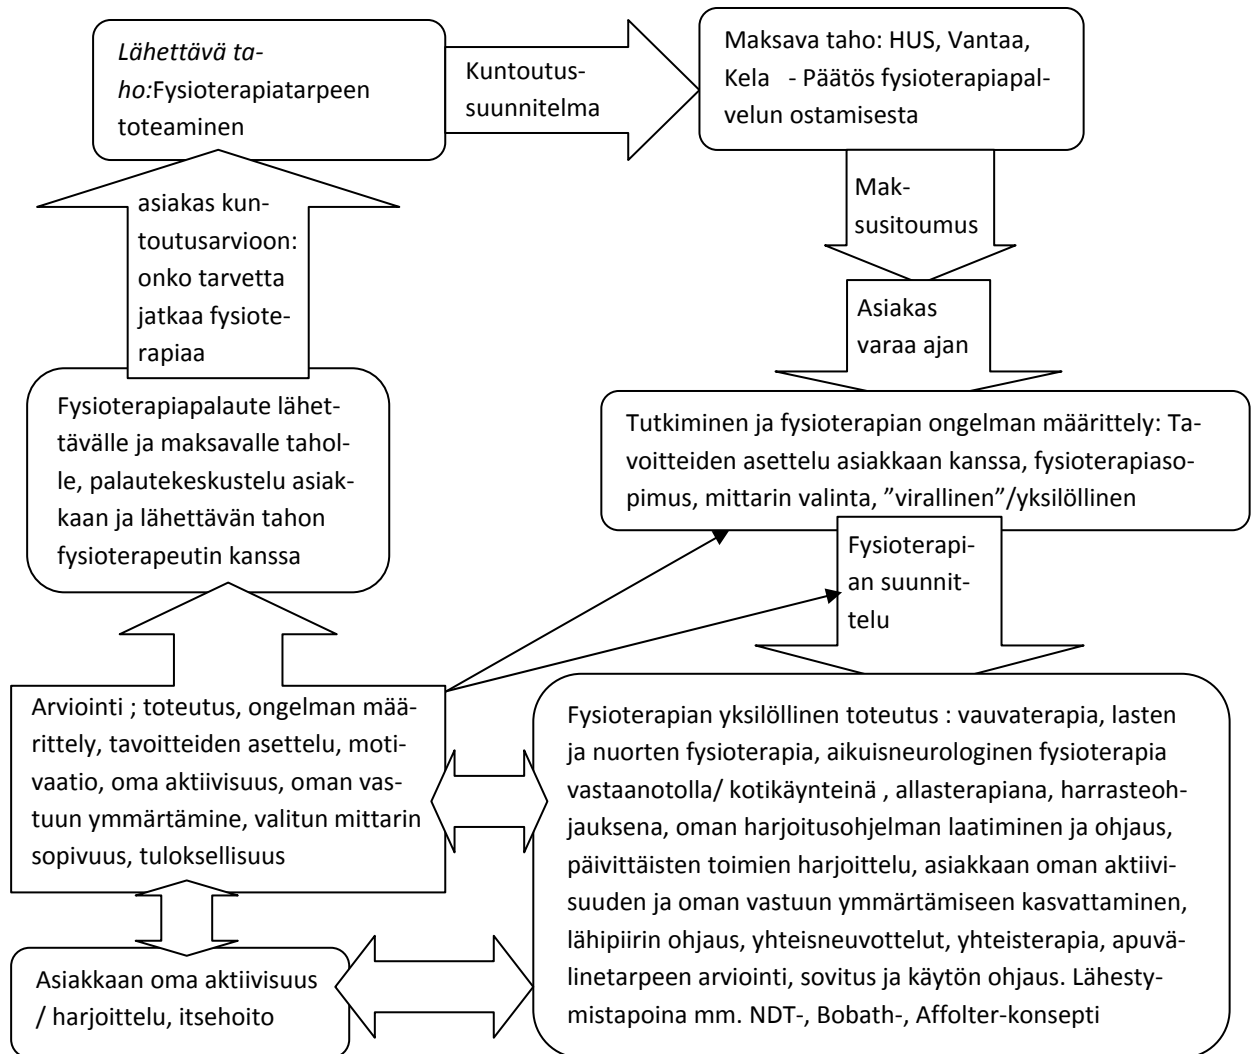 Lähettävä ta-
ho:Fysioterapiatarpeen
toteaminen
Kuntoutus-
suunnitelma
Maksava taho: HUS, Vantaa,
Kela - Päätös fysioterapiapal-
velun ostamisesta
Mak-
susitoumus
Asiakas
varaa ajan
Tutkiminen ja fysioterapian ongelman määrittely: Ta-
voitteiden asettelu asiakkaan kanssa, fysioterapiaso-
pimus, mittarin valinta, ”virallinen”/yksilöllinen
Fysioterapi-
an suunnit-
telu
Fysioterapian yksilöllinen toteutus : vauvaterapia, lasten
ja nuorten fysioterapia, aikuisneurologinen fysioterapia
vastaanotolla/ kotikäynteinä , allasterapiana, harrasteoh-
jauksena, oman harjoitusohjelman laatiminen ja ohjaus,
päivittäisten toimien harjoittelu, asiakkaan oman aktiivi-
suuden ja oman vastuun ymmärtämiseen kasvattaminen,
lähipiirin ohjaus, yhteisneuvottelut, yhteisterapia, apuvä-
linetarpeen arviointi, sovitus ja käytön ohjaus. Lähesty-
mistapoina mm. NDT-, Bobath-, Affolter-konsepti
Asiakkaan oma aktiivisuus
/ harjoittelu, itsehoito
Arviointi ; toteutus, ongelman mää-
rittely, tavoitteiden asettelu, moti-
vaatio, oma aktiivisuus, oman vas-
tuun ymmärtämine, valitun mittarin
sopivuus, tuloksellisuus
Fysioterapiapalaute lähet-
tävälle ja maksavalle tahol-
le, palautekeskustelu asiak-
kaan ja lähettävän tahon
fysioterapeutin kanssa
asiakas kun-
toutusarvioon:
onko tarvetta
jatkaa fysiote-
rapiaa